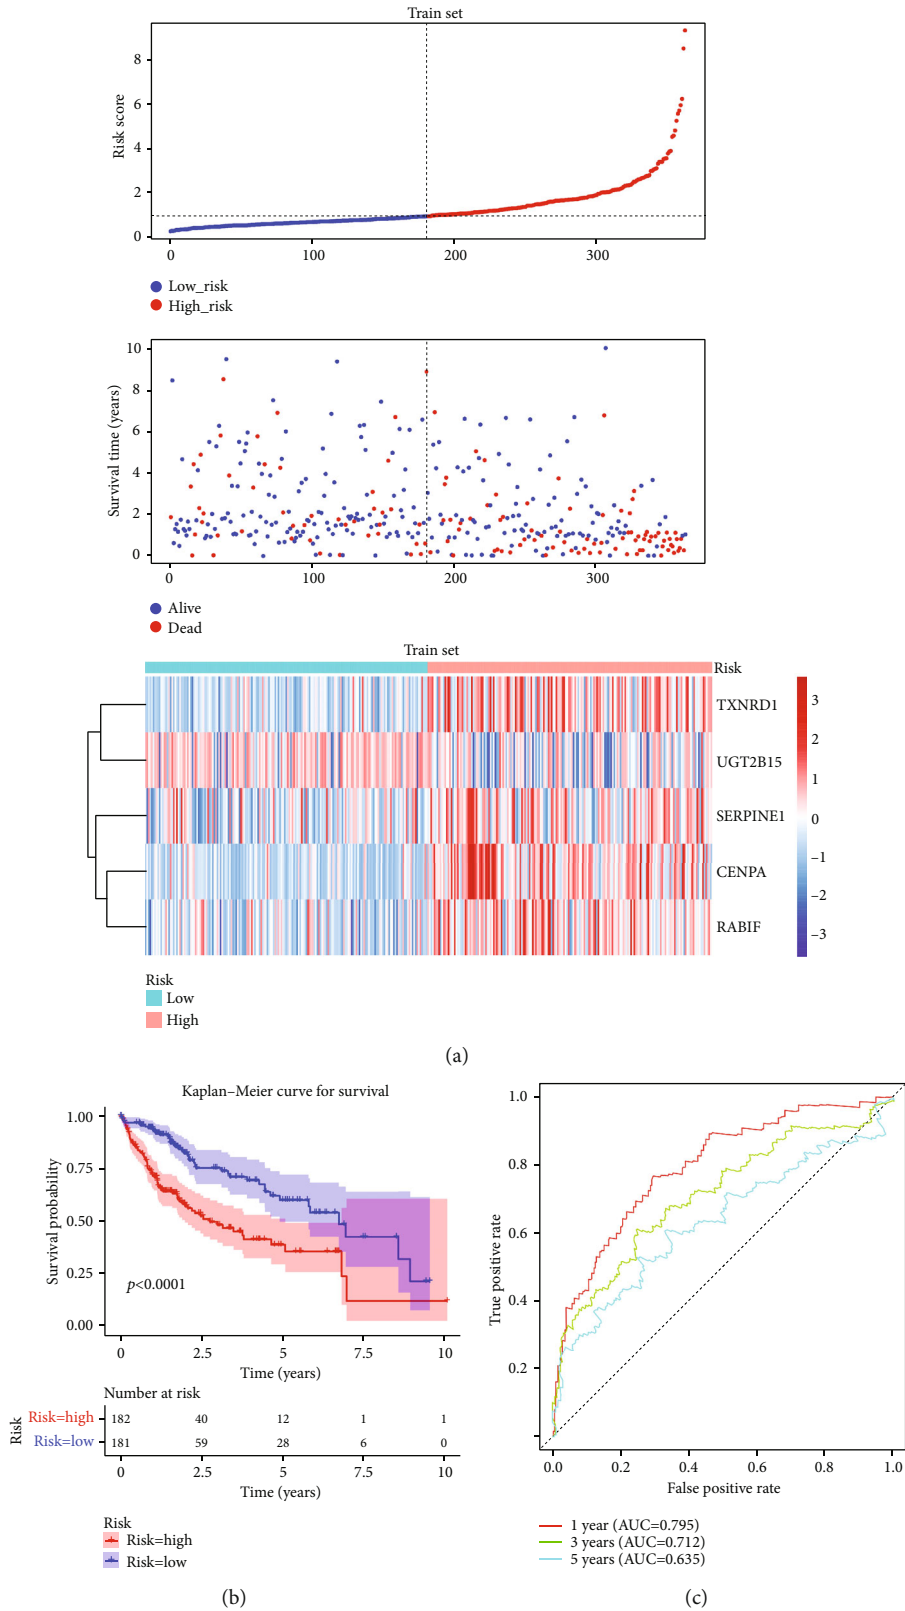 Train set
Risk score
8
6
4
2
0
0 100 200 300
Low_risk
High_risk
Survival time (years)
10
8
6
4
2
0
0 100 200 300
Alive
Dead
Train set
Risk
TXNRD1
UGT2B15
SERPINE1
CENPA
RABIF
3
2
1
0
–1
–2
–3
Risk
Low
High
(a)
Kaplan–Meier curve for survival
Survival probability
1.00
0.75
0.50
0.25
0.00
p<0.0001
0 2.5 5 7.5 10
Time (years)
Number at risk
Risk
Risk=high 182 40 12 1 1
Risk=low 181 59 28 6 0
0 2.5 5 7.5 10
Time (years)
Risk
Risk=high
Risk=low
(b)
True positive rate
1.0
0.8
0.6
0.4
0.2
0.0 0.2 0.4 0.6 0.8 1.0
False positive rate
1 year (AUC=0.795)
3 years (AUC=0.712)
5 years (AUC=0.635)
(c)